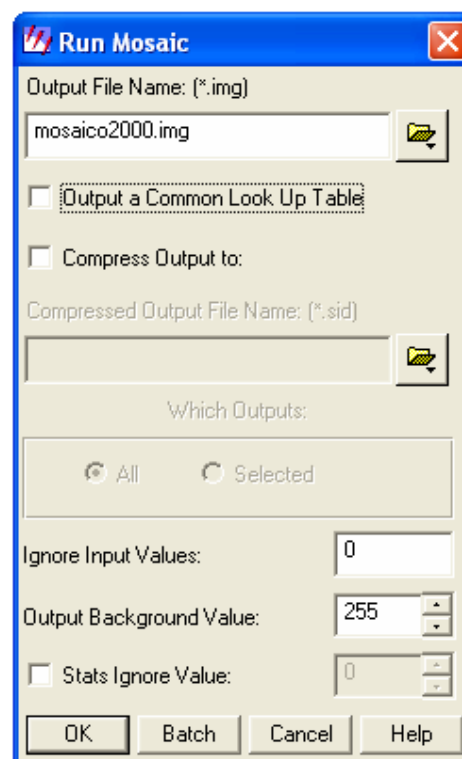 Run Mosaic
Output File Name: (*.img)
mosaico2000.img
Output a Common Look Up Table
Compress Output to:
Compressed Output File Name: (*.sid)
Which Outputs:
All Selected
Ignore Input Values: 0
Output Background Value: 255
Stats Ignore Value: 0
OK Batch Cancel Help